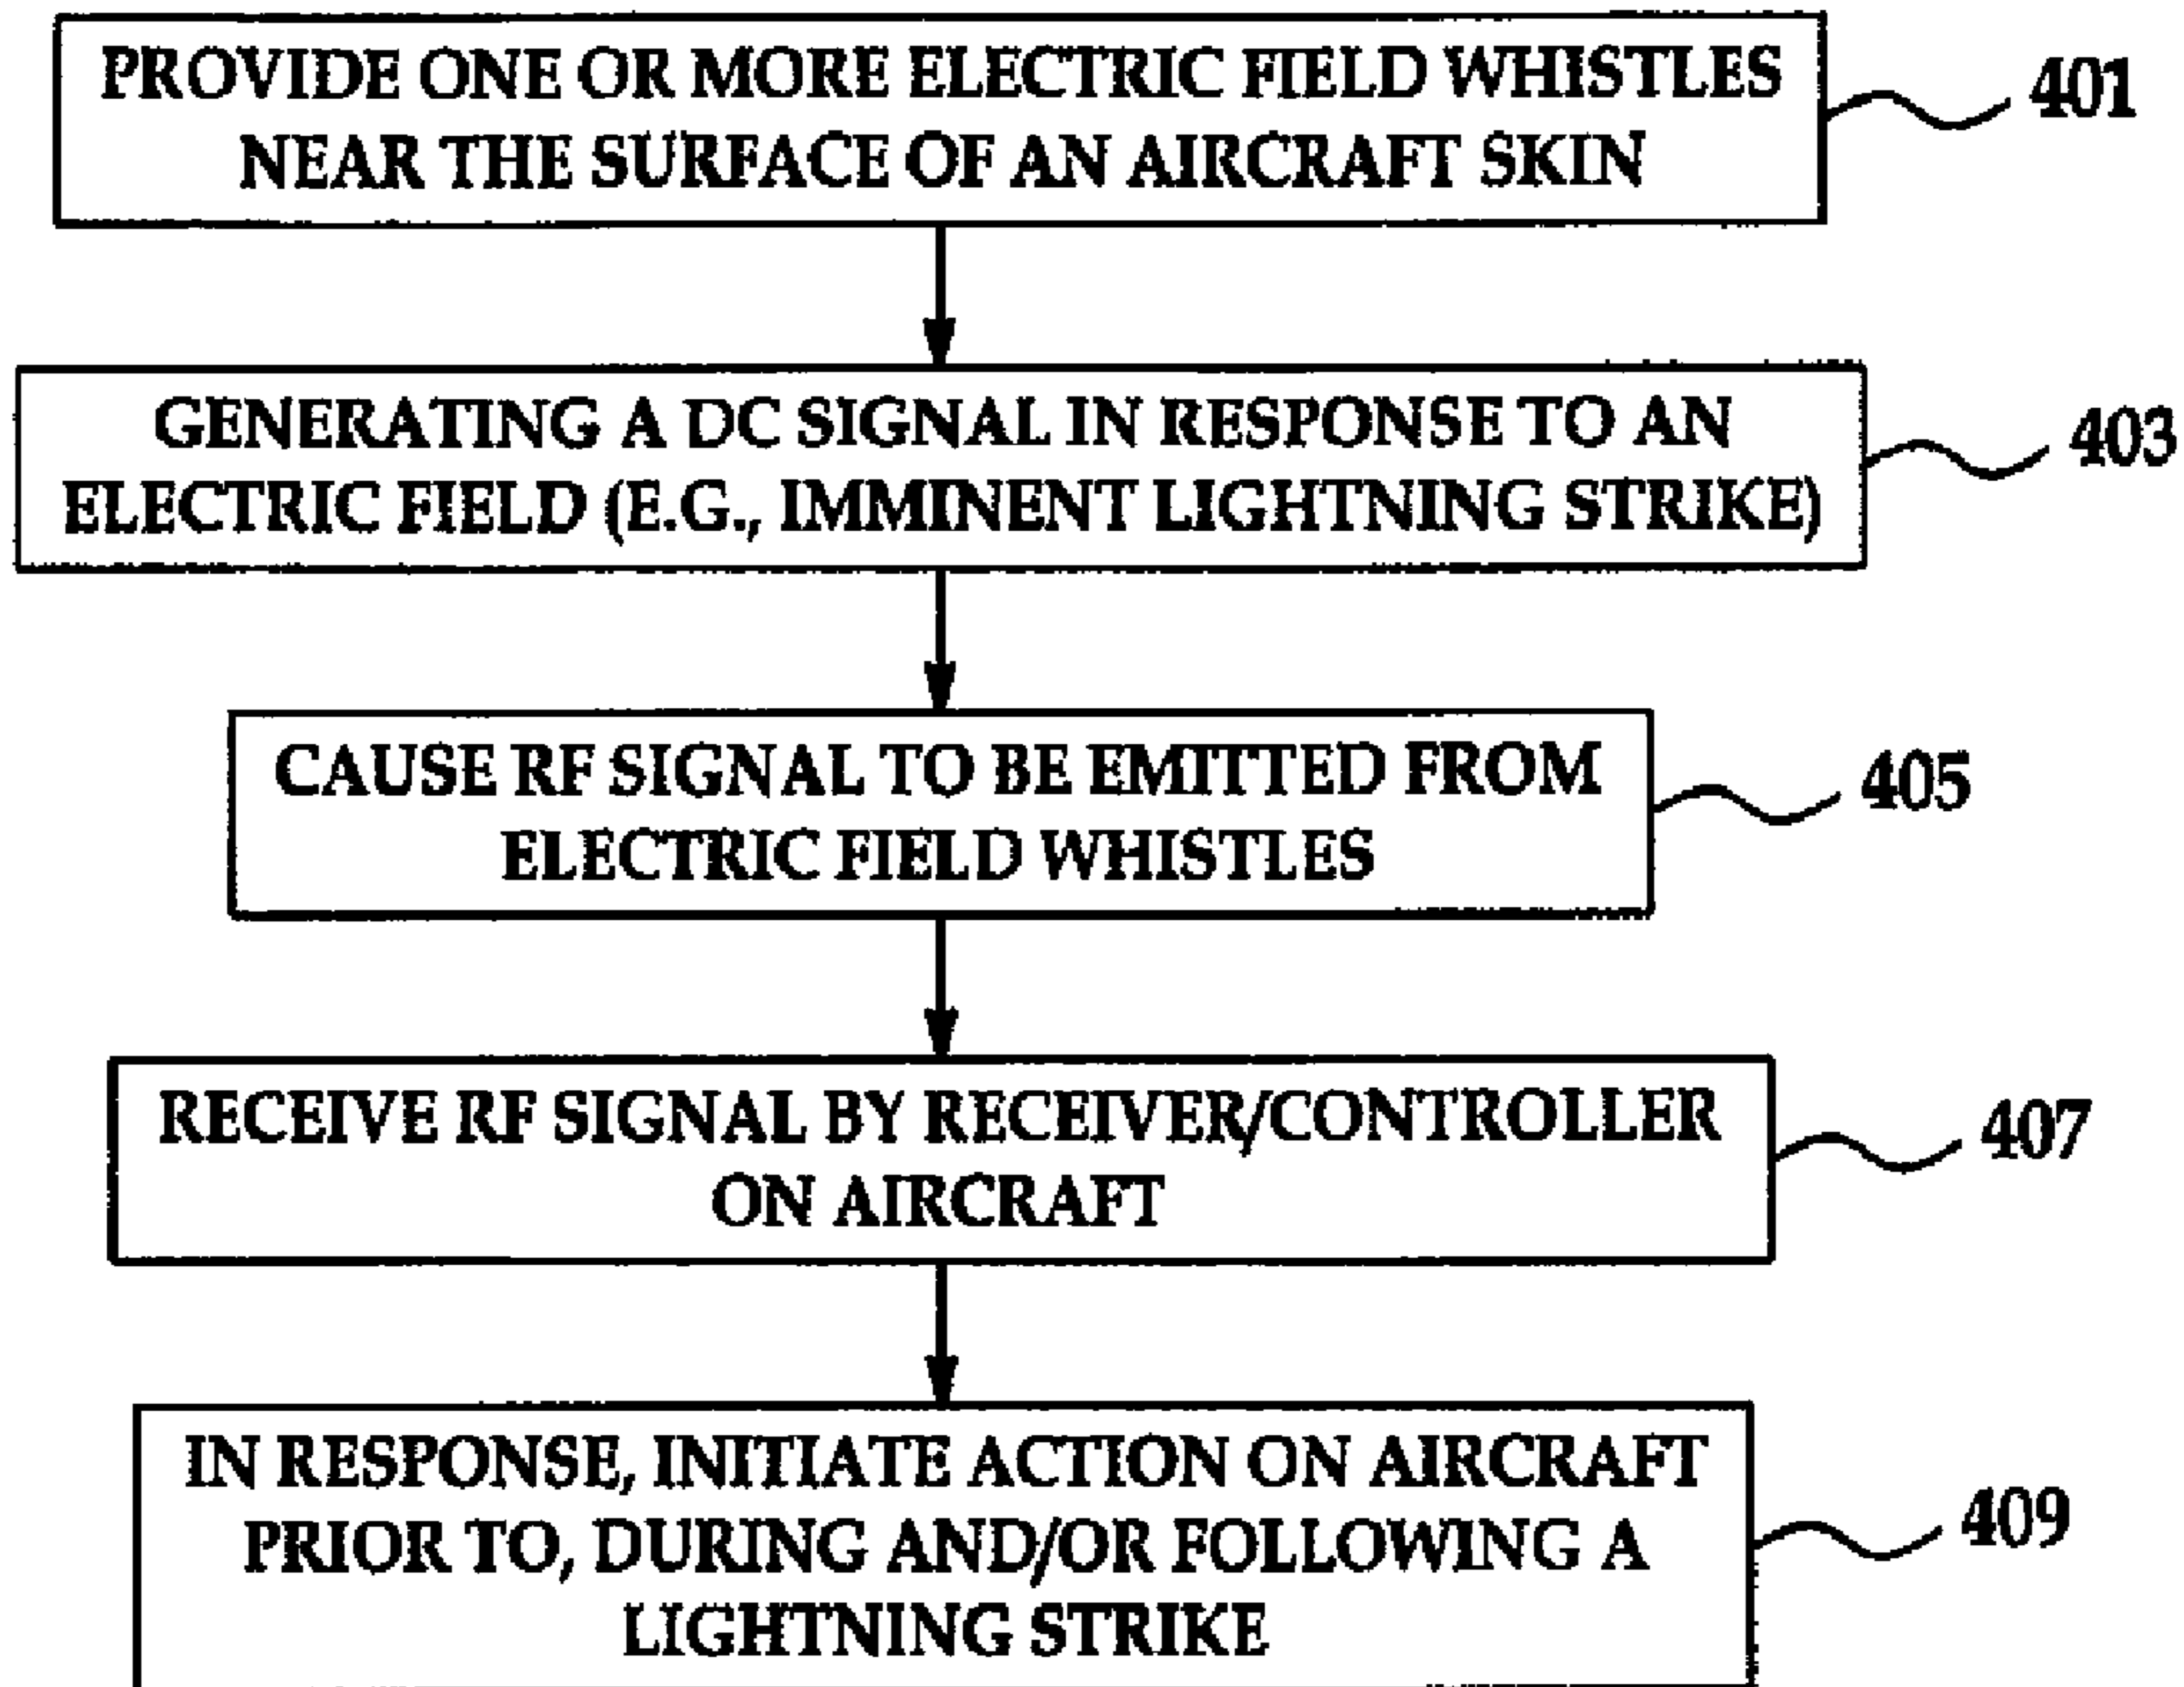 PROVIDE ONE OR MORE ELECTRIC FIELD WHISTLES
NEAR THE SURFACE OF AN AIRCRAFT SKIN
401
GENERATING A DC SIGNAL IN RESPONSE TO AN
ELECTRIC FIELD (E.G., IMMINENT LIGHTNING STRIKE)
403
CAUSE RF SIGNAL TO BE EMITTED FROM
ELECTRIC FIELD WHISTLES
405
RECEIVE RF SIGNAL BY RECEIVER/CONTROLLER
ON AIRCRAFT
407
IN RESPONSE, INITIATE ACTION ON AIRCRAFT
PRIOR TO, DURING AND/OR FOLLOWING A
LIGHTNING STRIKE
409